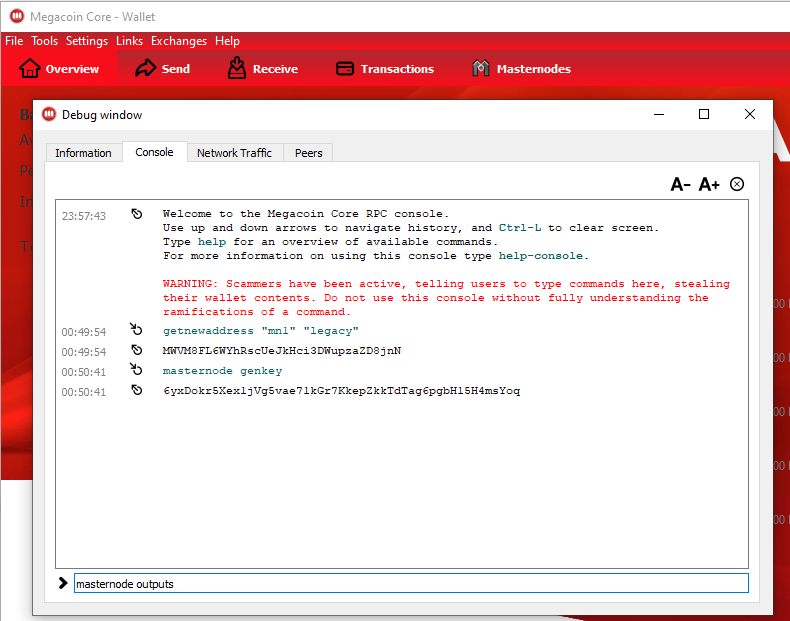 Megacoin Core - Wallet
File Tools Settings Links Exchanges Help
Overview Send Receive Transactions Masternodes
Debug window
Information Console Network Traffic Peers
A- A+
23:57:43 Welcome to the Megacoin Core RPC console.
Use up and down arrows to navigate history, and Ctrl-L to clear screen.
Type help for an overview of available commands.
For more information on using this console type help-console.
WARNING: Scammers have been active, telling users to type commands here, stealing
their wallet contents. Do not use this console without fully understanding the
ramifications of a command.
00:49:54 getnewaddress "mn1" "legacy"
00:49:54 MWVM8FL6WYhRscUeJkHci3DWupzaZD8jnN
00:50:41 masternode genkey
00:50:41 6yxDokr5Xex1jVg5vae7lkGr7KkepZkkTdTag6pgbHl5H4msYoq
masternode outputs